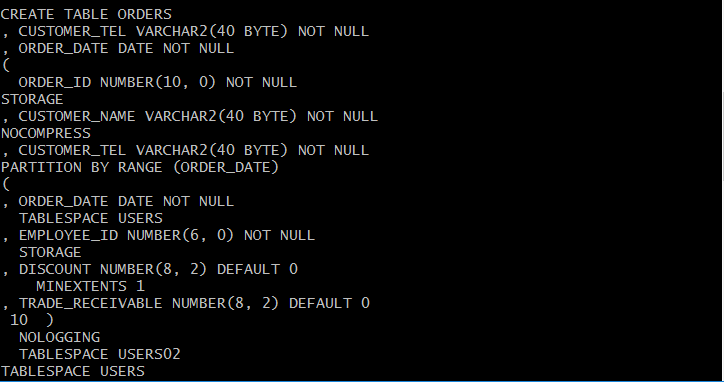 CREATE TABLE ORDERS
, CUSTOMER_TEL VARCHAR2(40 BYTE) NOT NULL
, ORDER_DATE DATE NOT NULL
(
  ORDER_ID NUMBER(10, 0) NOT NULL
STORAGE
, CUSTOMER_NAME VARCHAR2(40 BYTE) NOT NULL
NOCOMPRESS
, CUSTOMER_TEL VARCHAR2(40 BYTE) NOT NULL
PARTITION BY RANGE (ORDER_DATE)
(
, ORDER_DATE DATE NOT NULL
  TABLESPACE USERS
, EMPLOYEE_ID NUMBER(6, 0) NOT NULL
  STORAGE
, DISCOUNT NUMBER(8, 2) DEFAULT 0
    MINEXTENTS 1
, TRADE_RECEIVABLE NUMBER(8, 2) DEFAULT 0
 10  )
  NOLOGGING
  TABLESPACE USERS02
TABLESPACE USERS